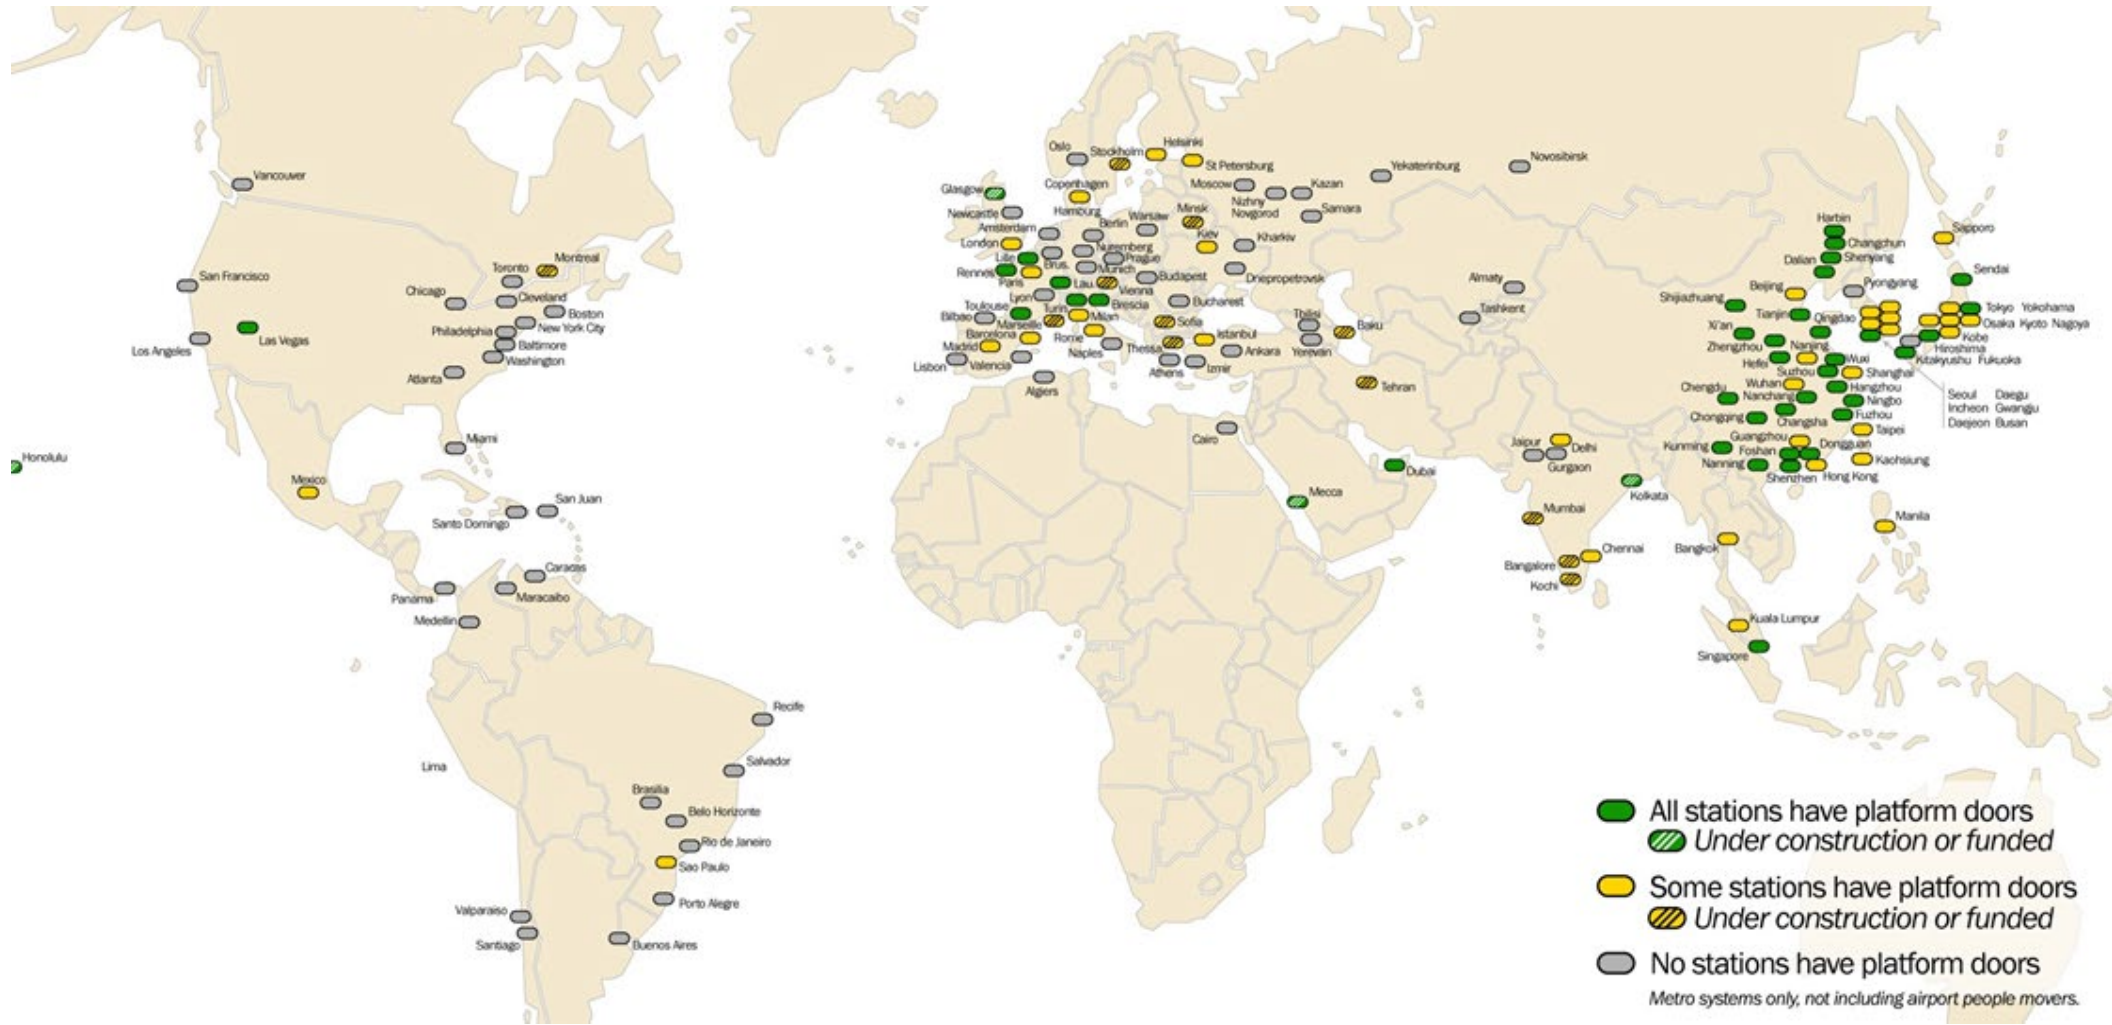 Vancouver
San Francisco
Los Angeles
Las Vegas
Chicago
Toronto
Montreal
Cleveland
Boston
New York City
Philadelphia
Baltimore
Washington
Atlanta
Miami
Honolulu
Mexico
Santo Domingo
San Juan
Caracas
Maracaibo
Panama
Medellin
Lima
Recife
Salvador
Brasilia
Belo Horizonte
Rio de Janeiro
Sao Paulo
Porto Alegre
Valparaiso
Santiago
Buenos Aires
Oslo
Stockholm
Helsinki
St Petersburg
Glasgow
Copenhagen
Moscow
Nizhny
Novgorod
Kazan
Samara
Yekaterinburg
Novosibirsk
Newcastle
Hamburg
Amsterdam
Berlin
Warsaw
Minsk
London
Kiev
Kharkiv
Lille
Brus.
Nuremberg
Prague
Rennes
Paris
Munich
Budapest
Dniepropetrovsk
Lau.
Vienna
Lyon
Brescia
Bucharest
Toulouse
Turin
Milan
Bilbao
Marseille
Sofia
Tbilisi
Baku
Barcelona
Rome
Istanbul
Madrid
Naples
Thessa.
Ankara
Yerevan
Lisbon
Valencia
Athens
Izmir
Algiers
Tehran
Cairo
Mecca
Dubai
Almaty
Tashkent
Jaipur
Delhi
Gurgaon
Kolkata
Mumbai
Chennai
Bangalore
Kochi
Harbin
Changchun
Shenyang
Dalian
Beijing
Pyongyang
Shijiazhuang
Tianjin
Qingdao
Xi'an
Zhengzhou
Nanjing
Hefei
Wuxi
Suzhou
Shanghai
Chengdu
Wuhan
Hangzhou
Nanchang
Ningbo
Chongqing
Changsha
Fuzhou
Guangzhou
Taipei
Kunming
Foshan
Dongguan
Nanning
Kaohsiung
Shenzhen
Hong Kong
Sapporo
Sendai
Tokyo Yokohama
Osaka Kyoto Nagoya
Kobe
Hiroshima
Kitakyushu Fukuoka
Seoul Daegu
Incheon Gwangju
Daejeon Busan
Manila
Bangkok
Kuala Lumpur
Singapore
All stations have platform doors
Under construction or funded
Some stations have platform doors
Under construction or funded
No stations have platform doors
Metro systems only, not including airport people movers.